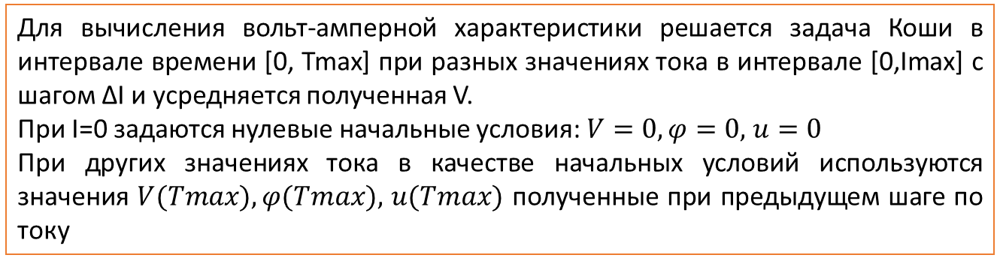 Для вычисления вольт-амперной характеристики решается задача Коши в
интервале времени [0, Tmax] при разных значениях тока в интервале [0,Imax] с
шагом ΔI и усредняется полученная V.
При I=0 задаются нулевые начальные условия: 𝑉 = 0, 𝜑 = 0, 𝑢 = 0
При других значениях тока в качестве начальных условий используются
значения 𝑉(𝑇𝑚𝑎𝑥), 𝜑(𝑇𝑚𝑎𝑥), 𝑢(𝑇𝑚𝑎𝑥) полученные при предыдущем шаге по
току